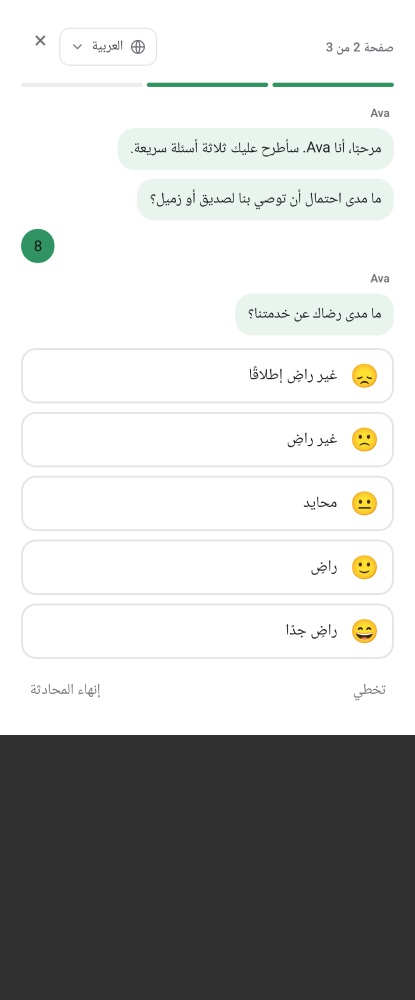 صفحة 2 من 3
العربية
Ava
مرحبًا، أنا Ava. سأطرح عليك ثلاثة أسئلة سريعة.
ما مدى احتمال أن توصي بنا لصديق أو زميل؟
8
Ava
ما مدى رضاك عن خدمتنا؟
غير راضٍ إطلاقًا
غير راضٍ
محايد
راضٍ
راضٍ جدًا
تخطي
إنهاء المحادثة